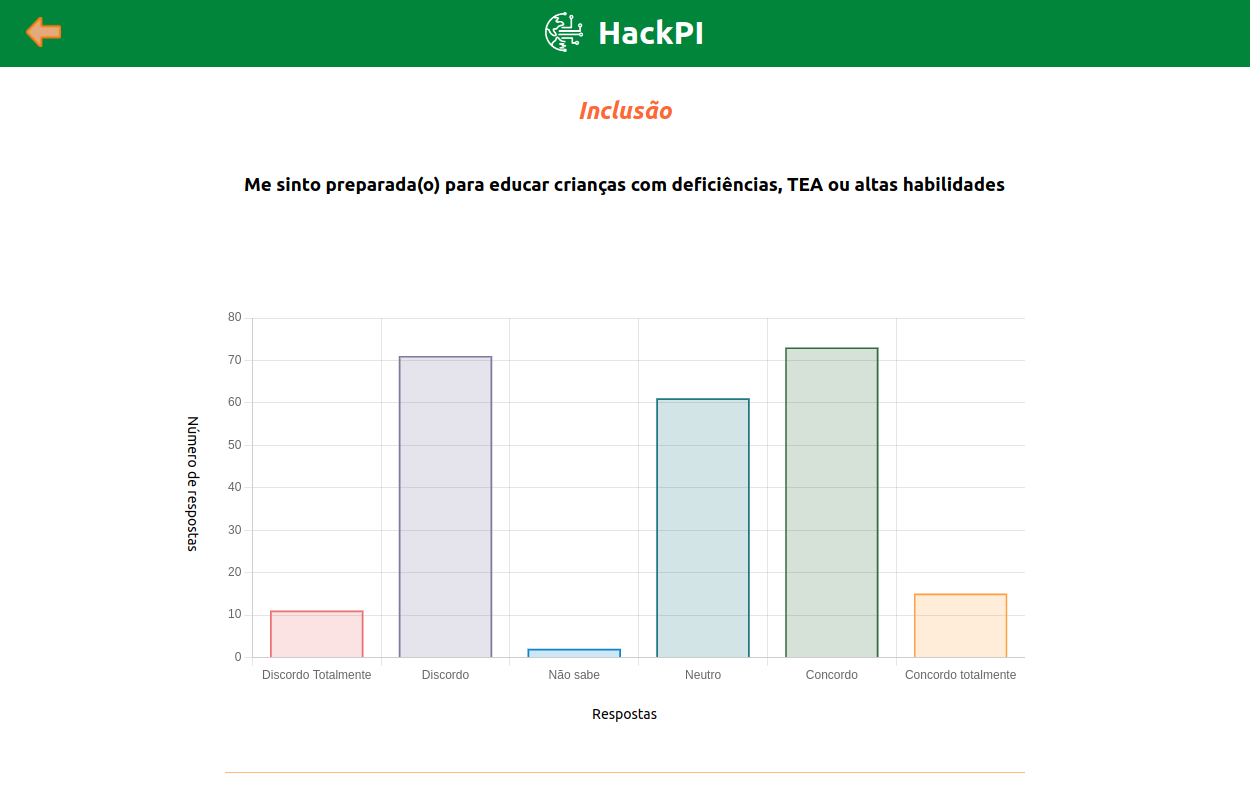 HackPI
Inclusão
Me sinto preparada(o) para educar crianças com deficiências, TEA ou altas habilidades
80
70
60
50
40
30
20
10
0
Número de respostas
Discordo Totalmente
Discordo
Não sabe
Neutro
Concordo
Concordo totalmente
Respostas